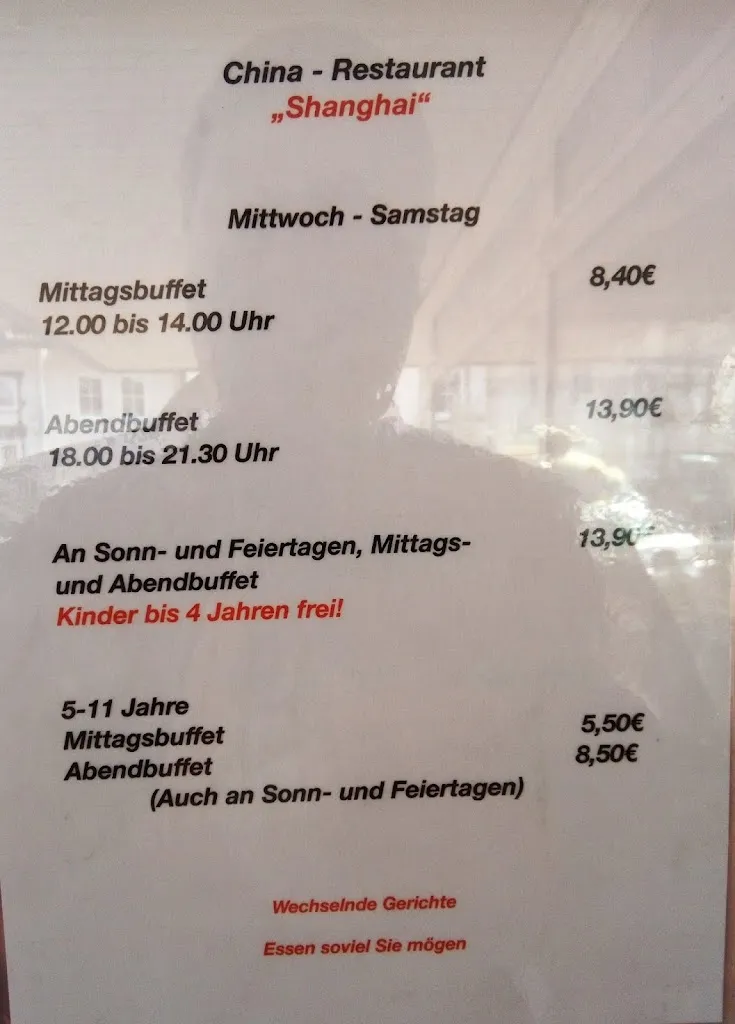 China - Restaurant
„Shanghai“
Mittwoch - Samstag
Mittagsbuffet 8,40€
12.00 bis 14.00 Uhr
Abendbuffet 13,90€
18.00 bis 21.30 Uhr
An Sonn- und Feiertagen, Mittags- 13,90€
und Abendbuffet
Kinder bis 4 Jahren frei!
5-11 Jahre
Mittagsbuffet 5,50€
Abendbuffet 8,50€
(Auch an Sonn- und Feiertagen)
Wechselnde Gerichte
Essen soviel Sie mögen